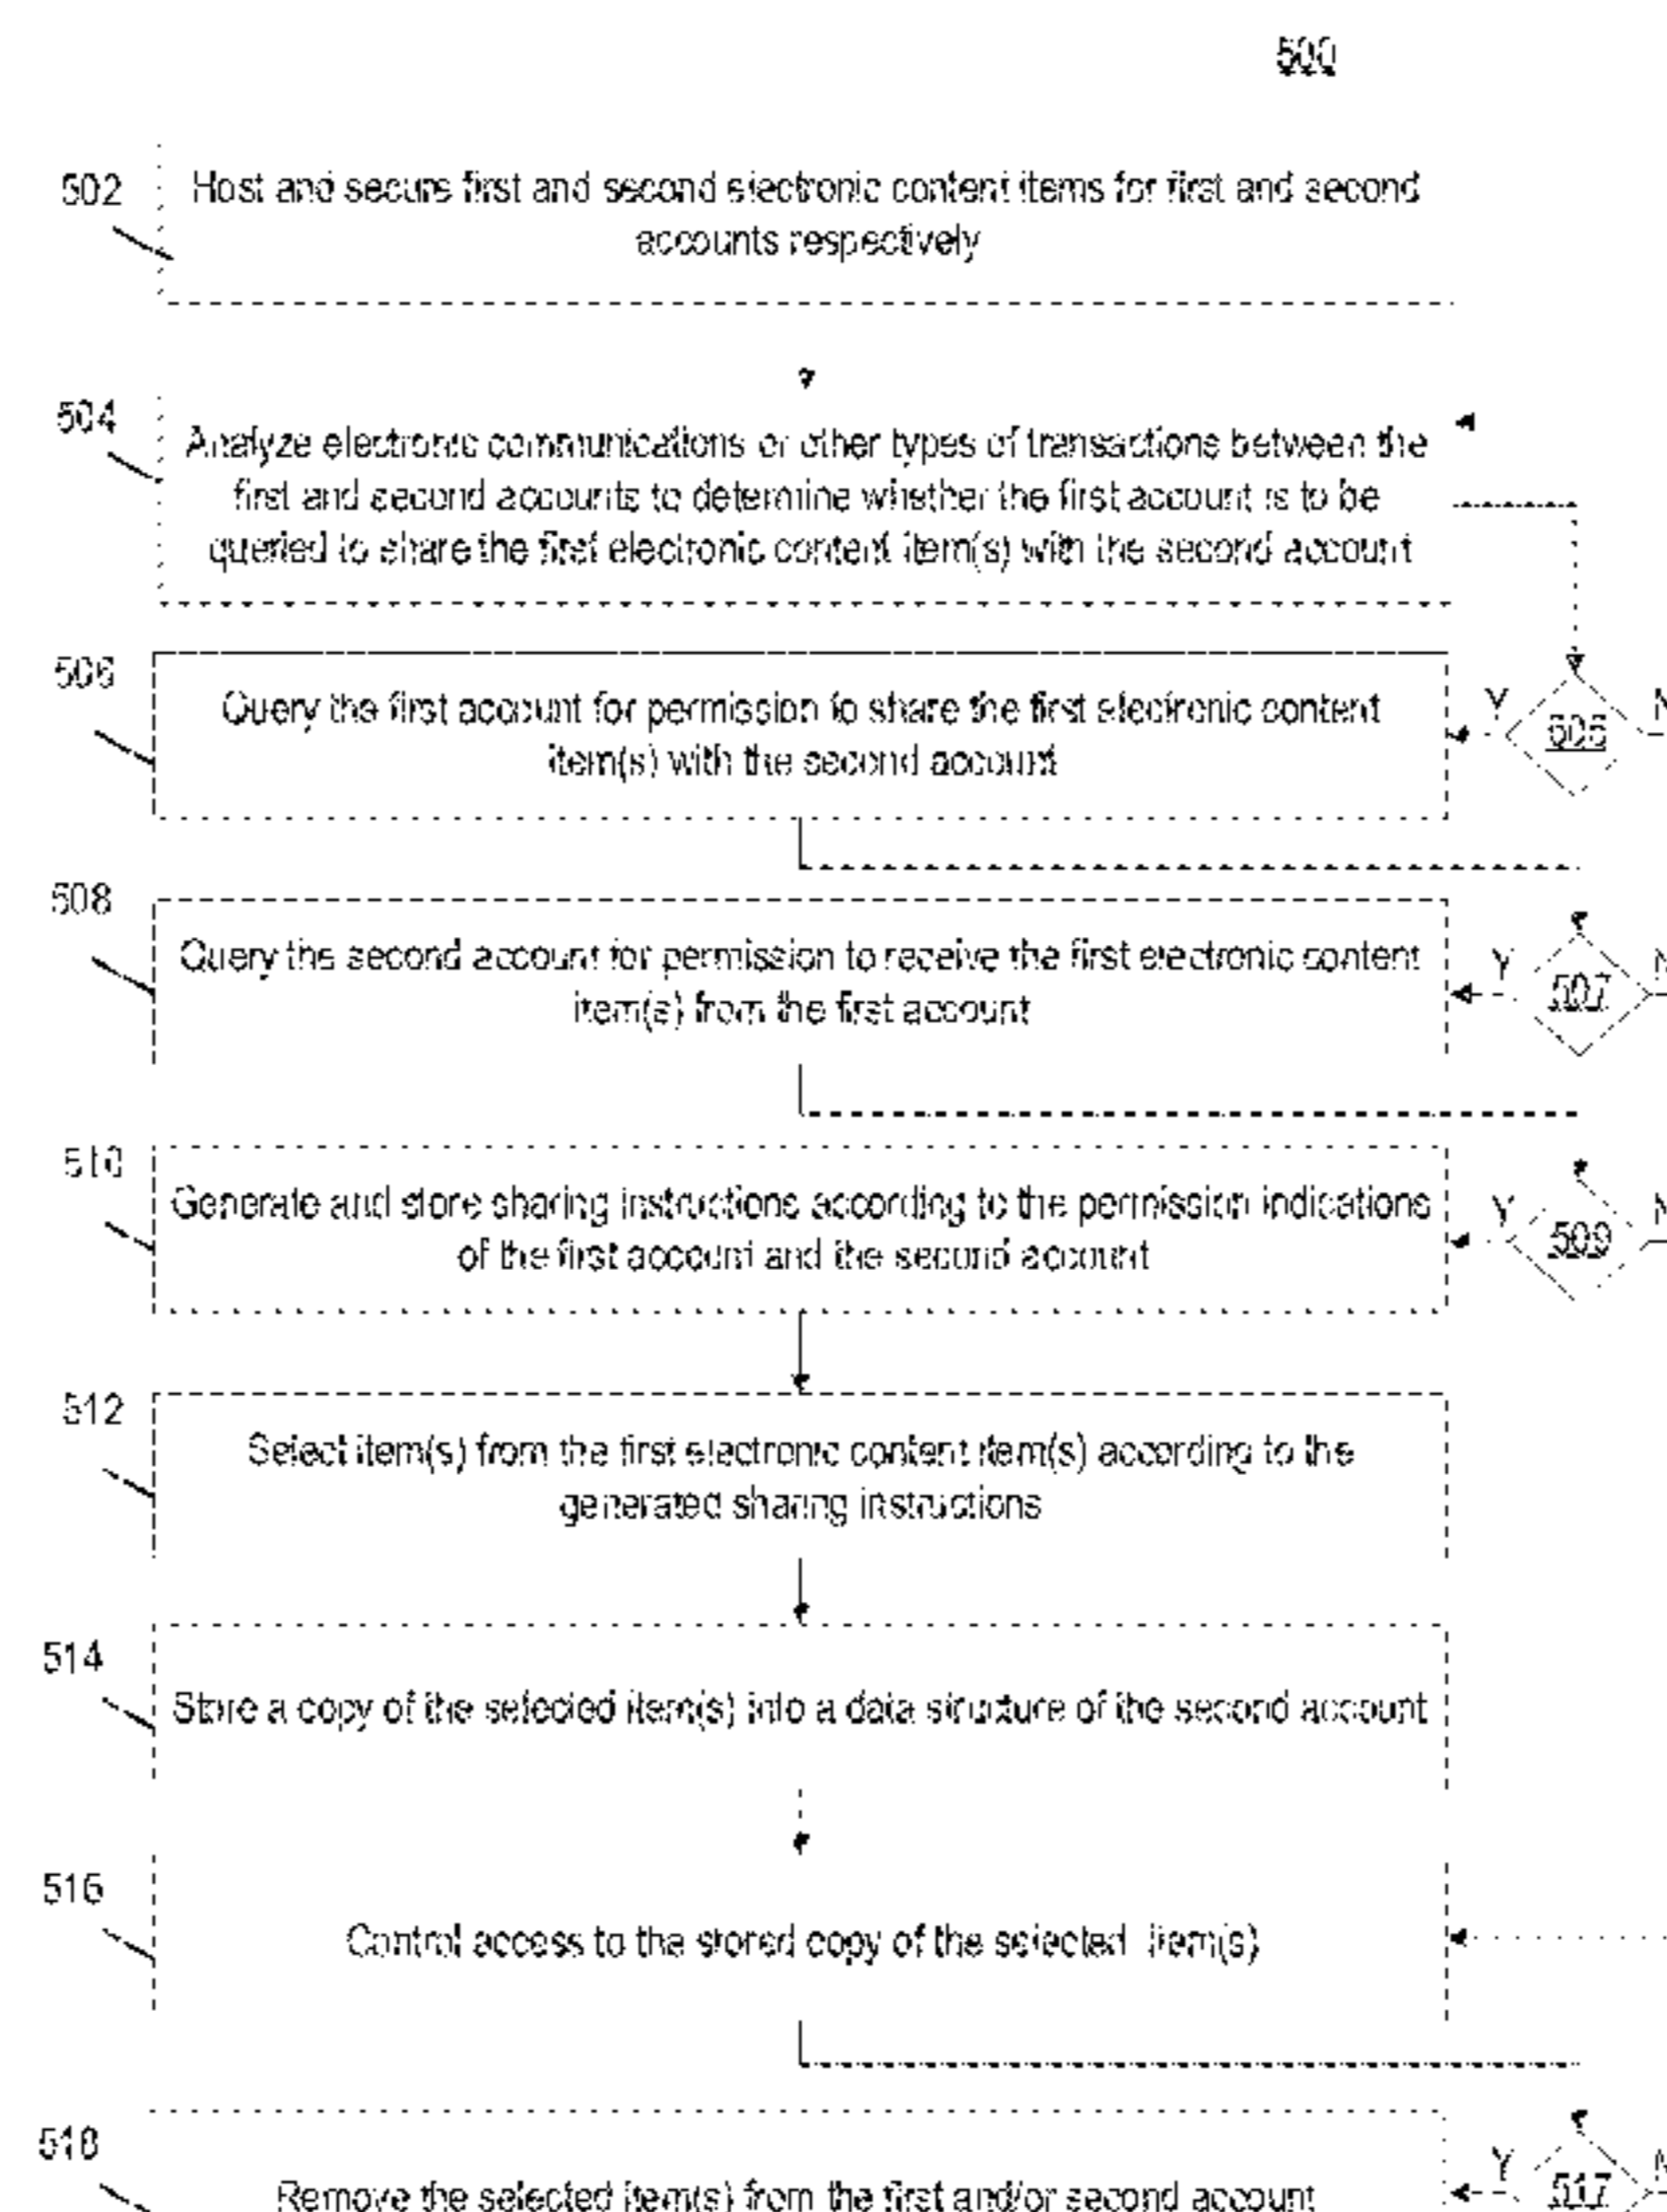 500
502
Host and secure first and second electronic content items for first and second
accounts respectively
504
Analyze electronic communications or other types of transactions between the
first and second accounts to determine whether the first account is to be
queried to share the first electronic content item(s) with the second account
506
Query the first account for permission to share the first electronic content
item(s) with the second account
Y
505
N
508
Query the second account for permission to receive the first electronic content
item(s) from the first account
Y
507
N
510
Generate and store sharing instructions according to the permission indications
of the first account and the second account
Y
509
N
512
Select item(s) from the first electronic content item(s) according to the
generated sharing instructions
514
Store a copy of the selected item(s) into a data structure of the second account
516
Control access to the stored copy of the selected item(s)
518
Remove the selected item(s) from the first and/or second account
Y
517
N